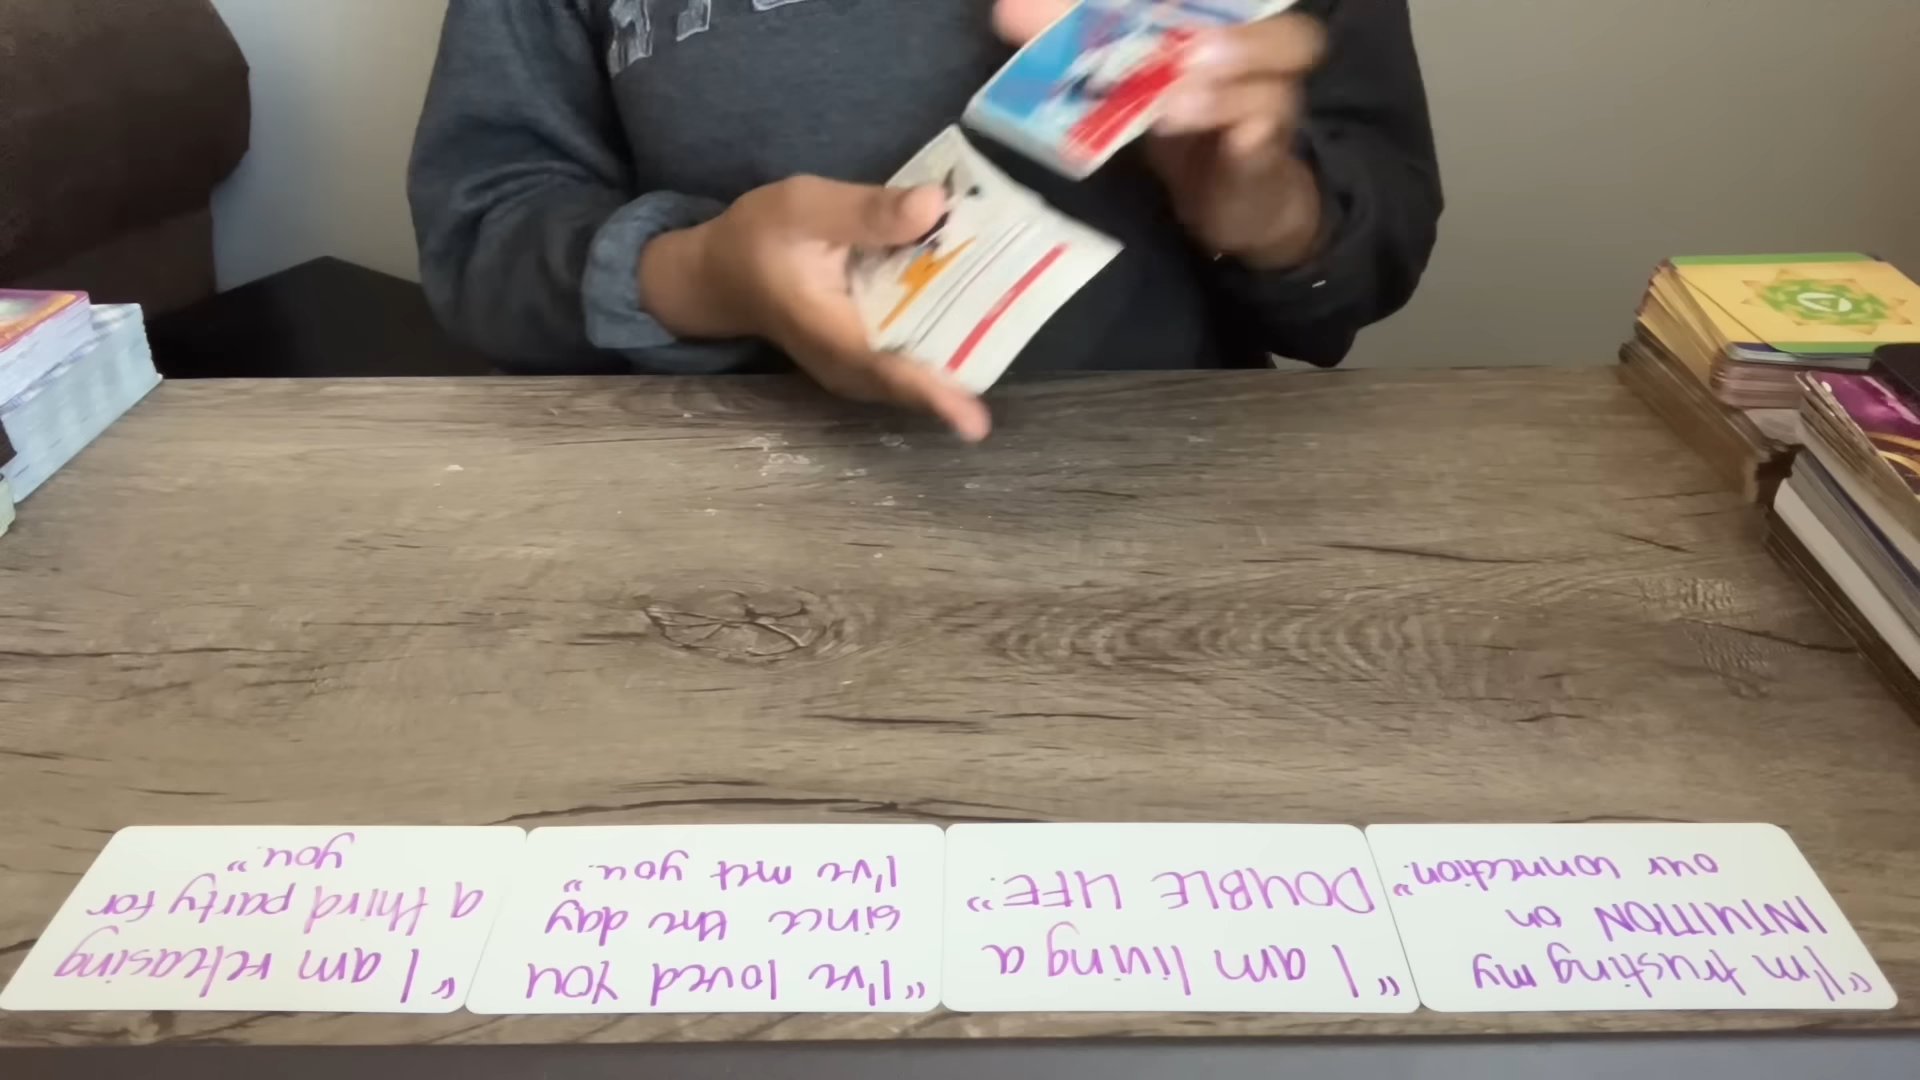 "I'm trusting my
INTUITION on
our connection."
"I am living a
DOUBLE LIFE."
"I've loved you
since the day
I've met you."
"I am releasing
a third party for
you."